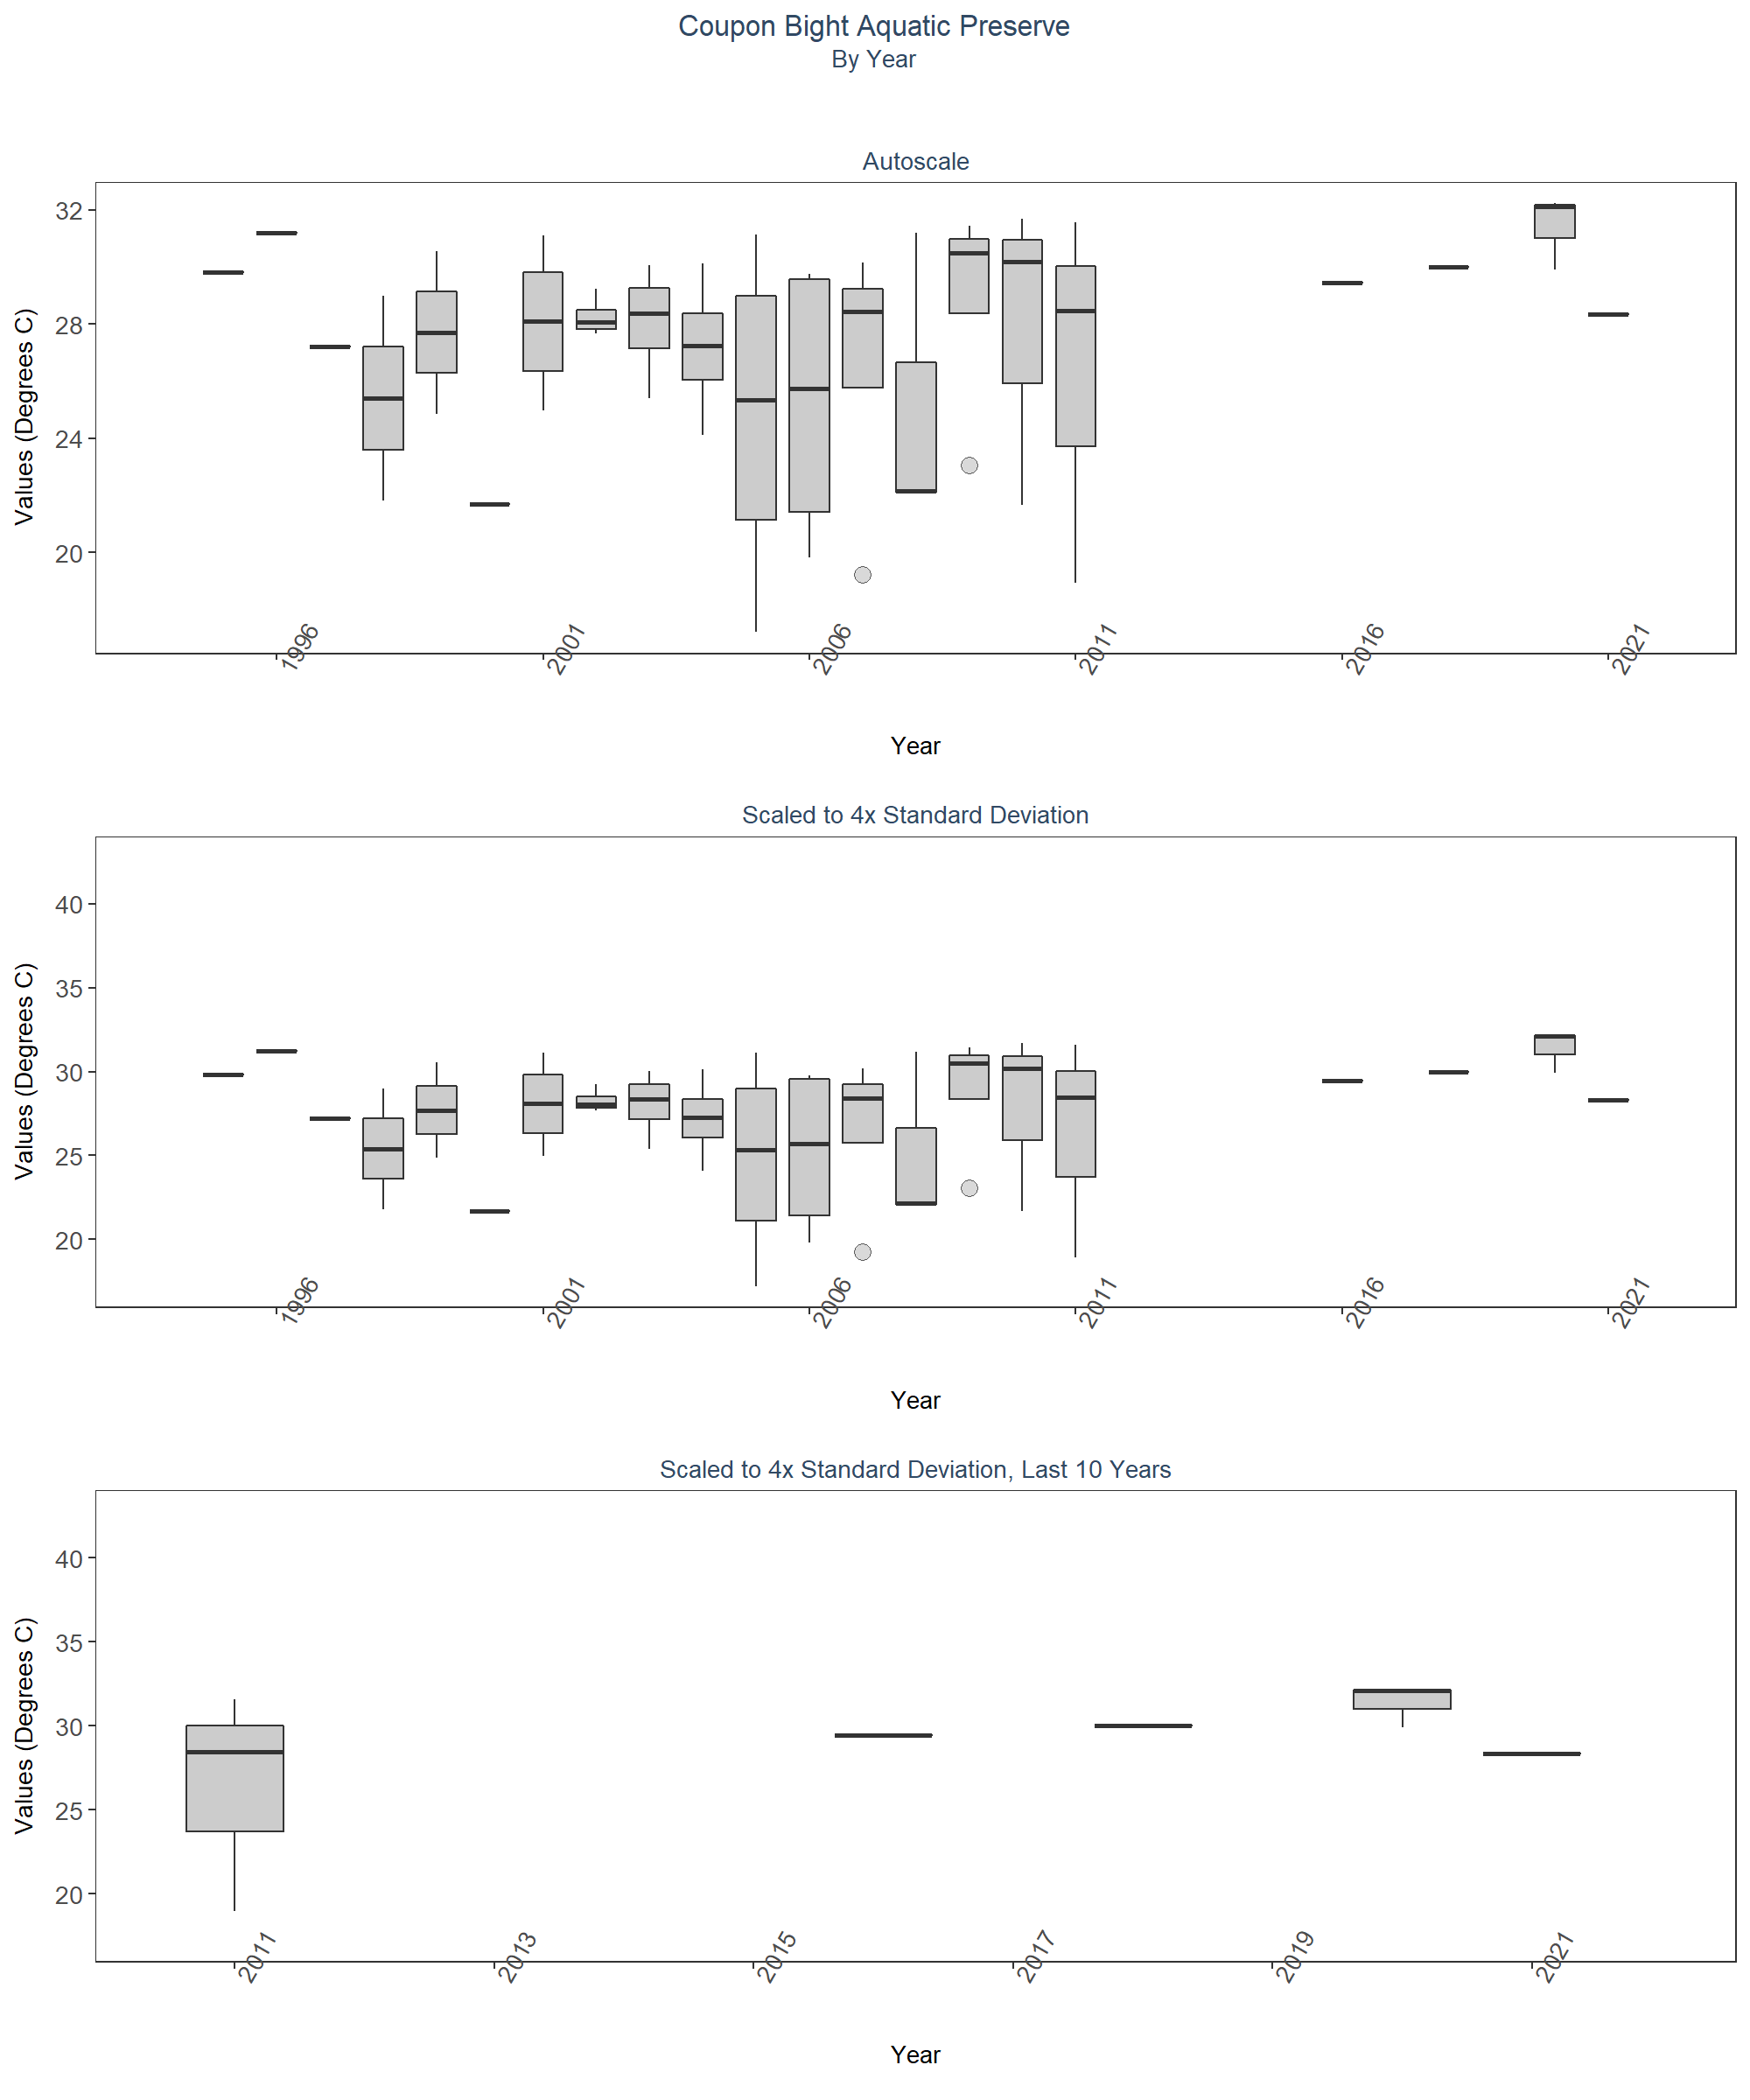 Coupon Bight Aquatic Preserve
By Year
Autoscale
Values (Degrees C)
32
28
24
20
1996
2001
2006
2011
2016
2021
Year
Scaled to 4x Standard Deviation
Values (Degrees C)
40
35
30
25
20
1996
2001
2006
2011
2016
2021
Year
Scaled to 4x Standard Deviation, Last 10 Years
Values (Degrees C)
40
35
30
25
20
2011
2013
2015
2017
2019
2021
Year